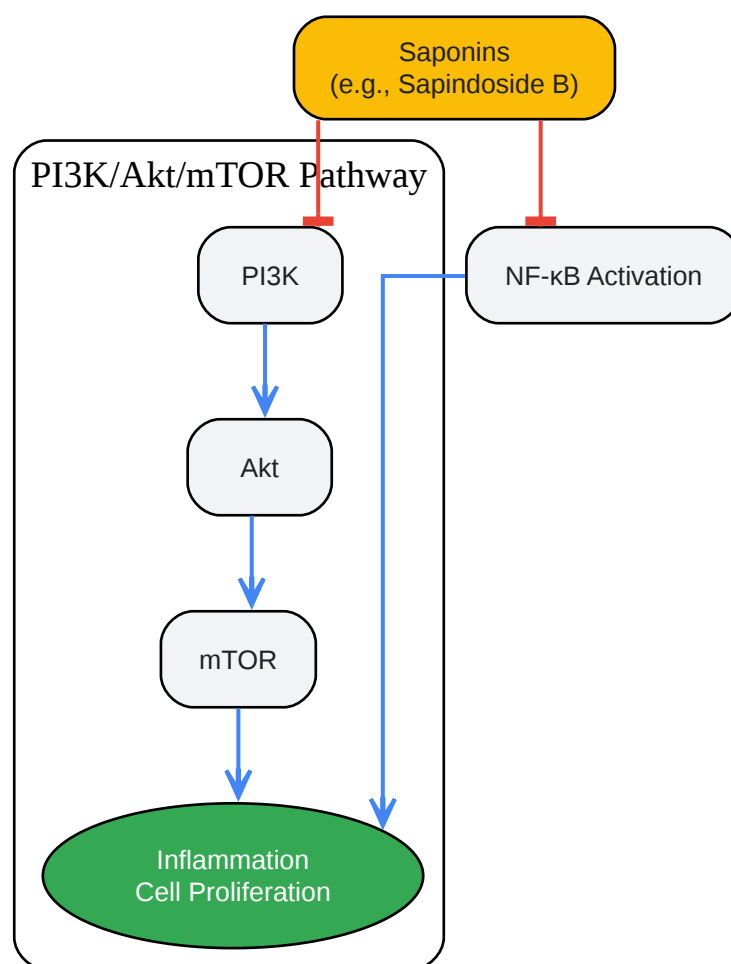 Saponins
(e.g., Sapindoside B)
PI3K/Akt/mTOR Pathway
PI3K
NF-κB Activation
Akt
mTOR
Inflammation
Cell Proliferation